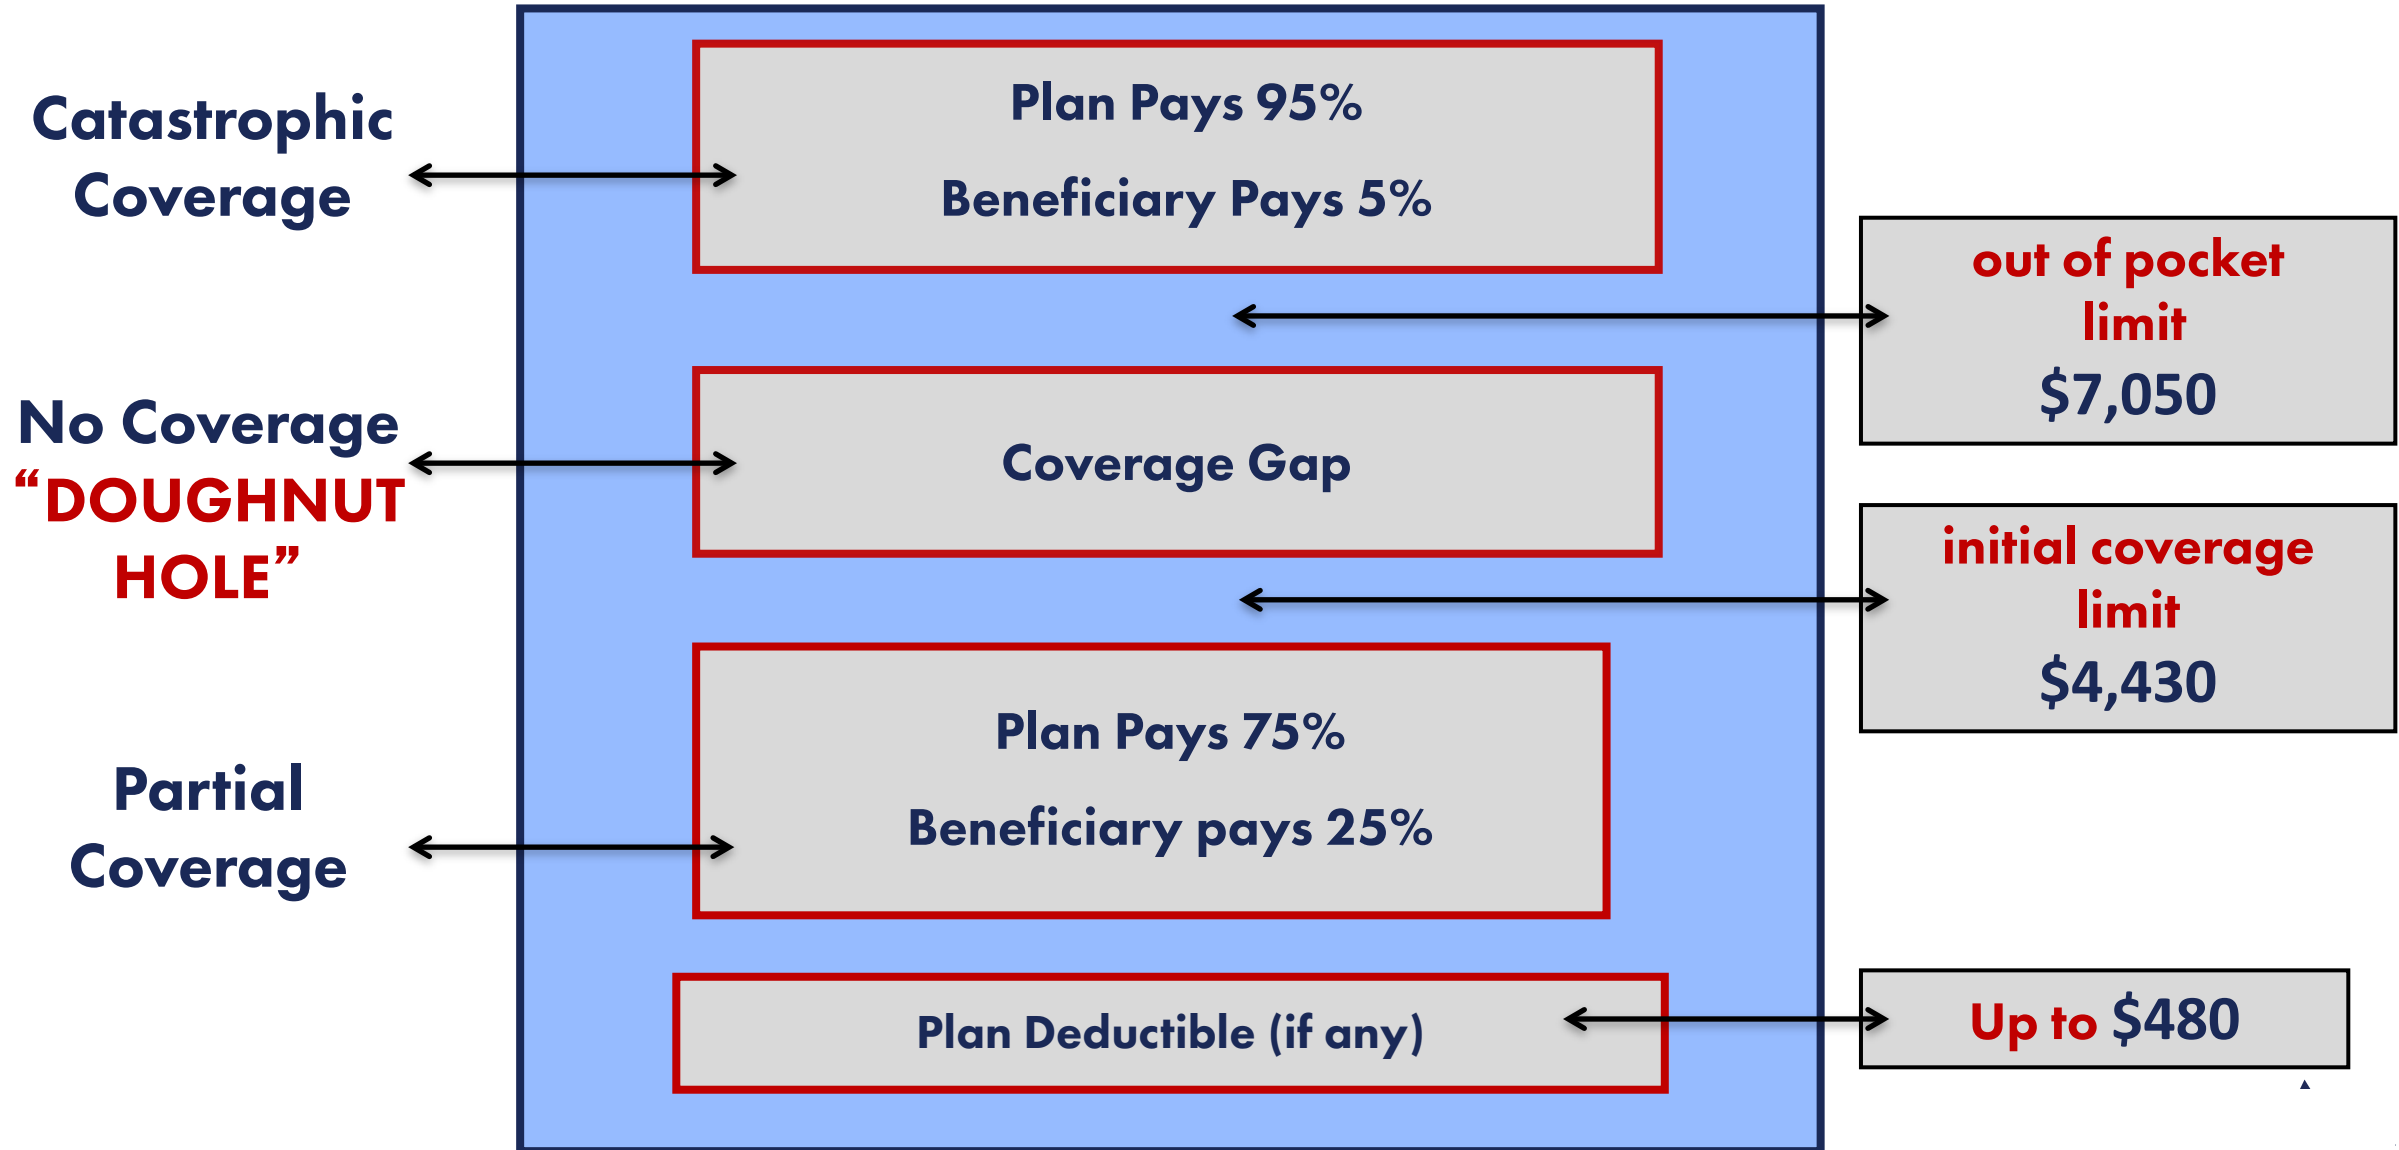 Catastrophic
Coverage
Plan Pays 95%
Beneficiary Pays 5%
out of pocket
limit
$7,050
No Coverage
“DOUGHNUT
HOLE”
Coverage Gap
initial coverage
limit
$4,430
Partial
Coverage
Plan Pays 75%
Beneficiary pays 25%
Plan Deductible (if any)
Up to $480